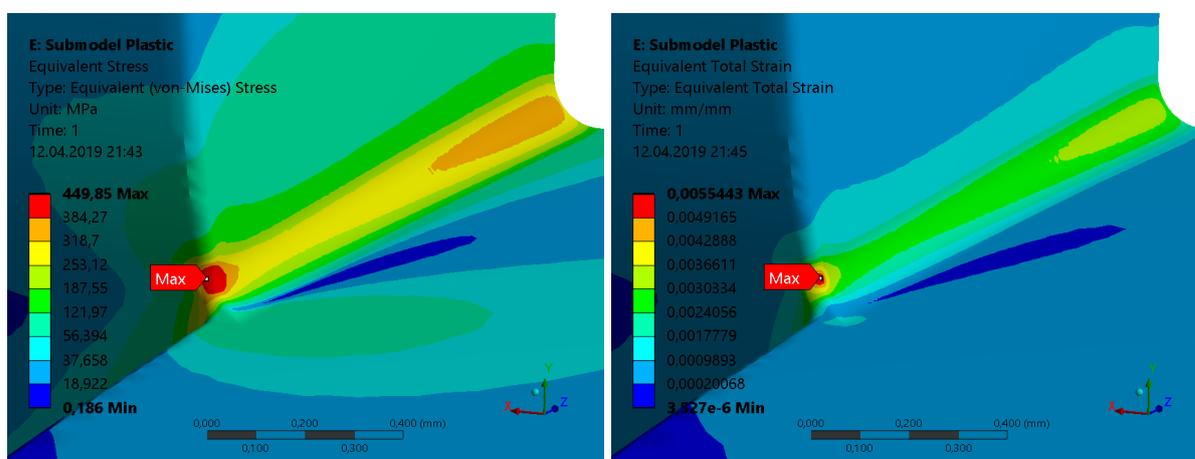 E: Submodel Plastic
Equivalent Stress
Type: Equivalent (von-Mises) Stress
Unit: MPa
Time: 1
12.04.2019 21:43
449,85 Max
384,27
318,7
253,12
187,55
121,97
56,394
37,658
18,922
0,186 Min
Max
0,000
0,200
0,400 (mm)
0,100
0,300
X
Y
Z
E: Submodel Plastic
Equivalent Total Strain
Type: Equivalent Total Strain
Unit: mm/mm
Time: 1
12.04.2019 21:45
0,0055443 Max
0,0049165
0,0042888
0,0036611
0,0030334
0,0024056
0,0017779
0,0009893
0,00020068
3,527e-6 Min
Max
0,000
0,200
0,400 (mm)
0,100
0,300
X
Y
Z